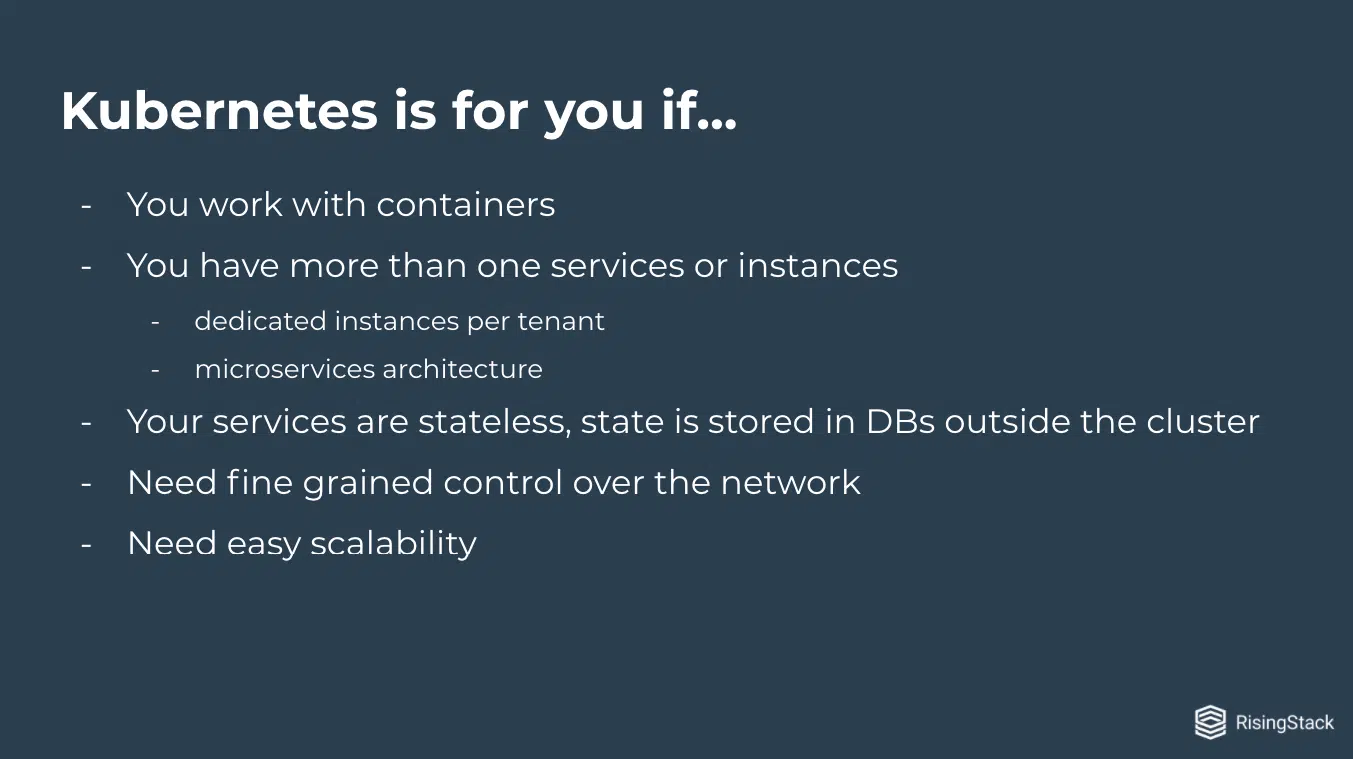 Kubernetes is for you if...
- You work with containers
- You have more than one services or instances
- dedicated instances per tenant
- microservices architecture
- Your services are stateless, state is stored in DBs outside the cluster
- Need fine grained control over the network
- Need easy scalability
RisingStack